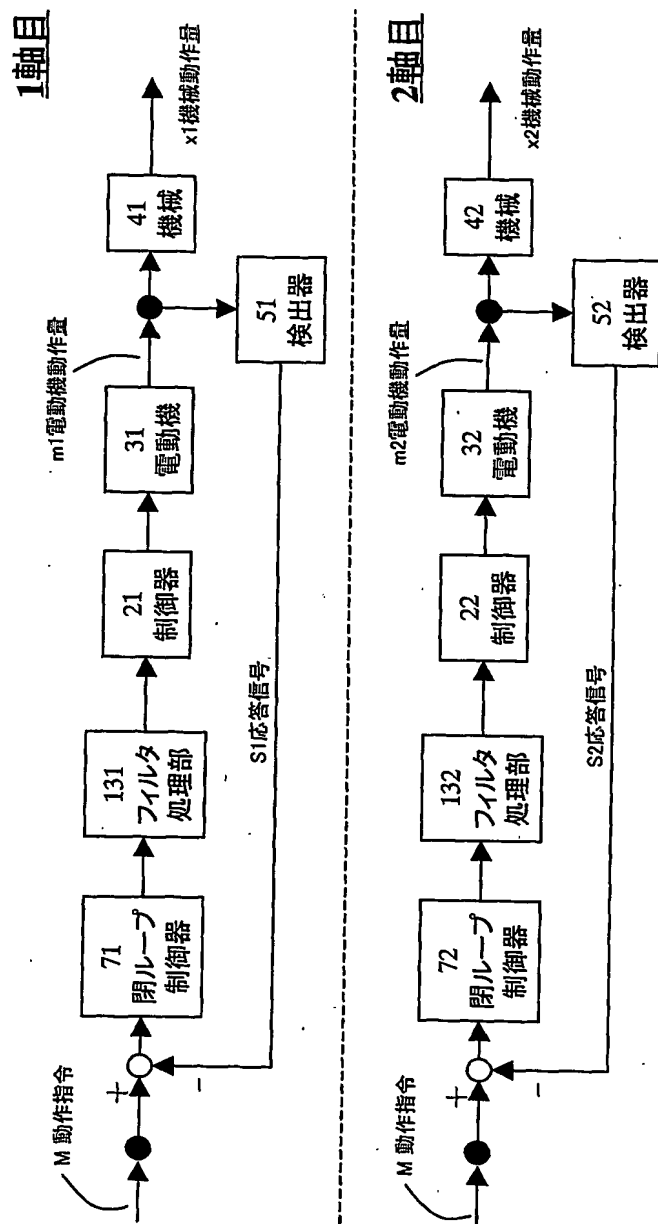 1軸目
M 動作指令
+
-
71
閉ループ
制御器
131
フィルタ
処理部
21
制御器
31
電動機
m1電動機動作量
41
機械
x1機械動作量
51
検出器
S1応答信号
2軸目
M 動作指令
+
-
72
閉ループ
制御器
132
フィルタ
処理部
22
制御器
32
電動機
m2電動機動作量
42
機械
x2機械動作量
52
検出器
S2応答信号